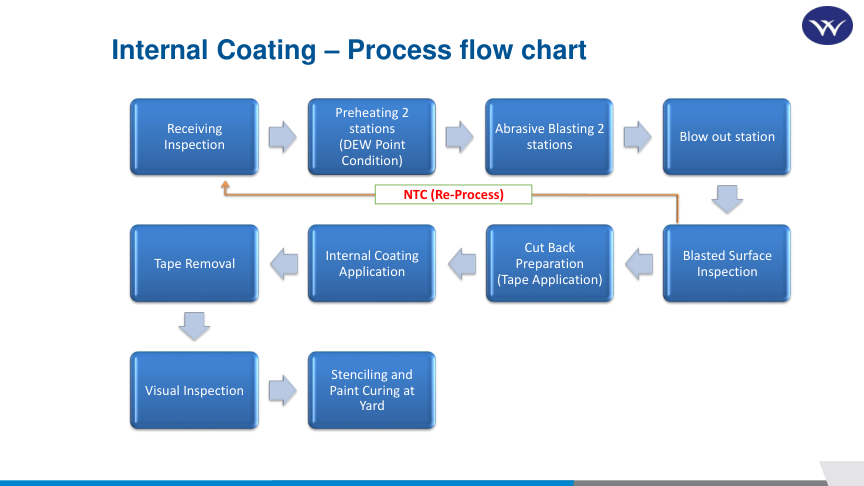 Internal Coating – Process flow chart
Receiving
Inspection
Preheating 2
stations
(DEW Point
Condition)
Abrasive Blasting 2
stations
Blow out station
NTC (Re-Process)
Tape Removal
Internal Coating
Application
Cut Back
Preparation
(Tape Application)
Blasted Surface
Inspection
Visual Inspection
Stenciling and
Paint Curing at
Yard